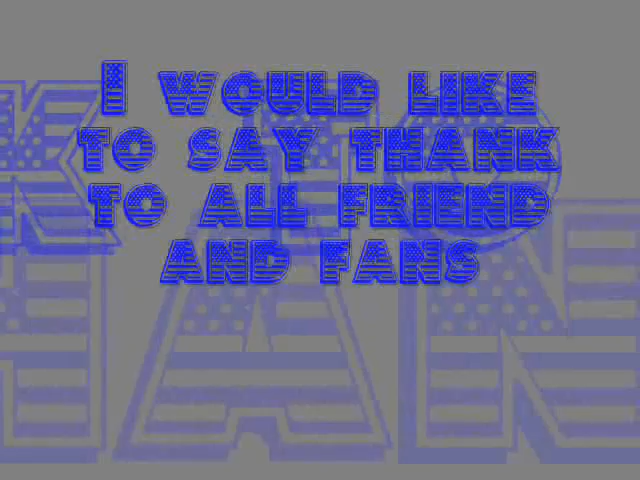 I WOULD LIKE
TO SAY THANK
TO ALL FRIEND
AND FANS